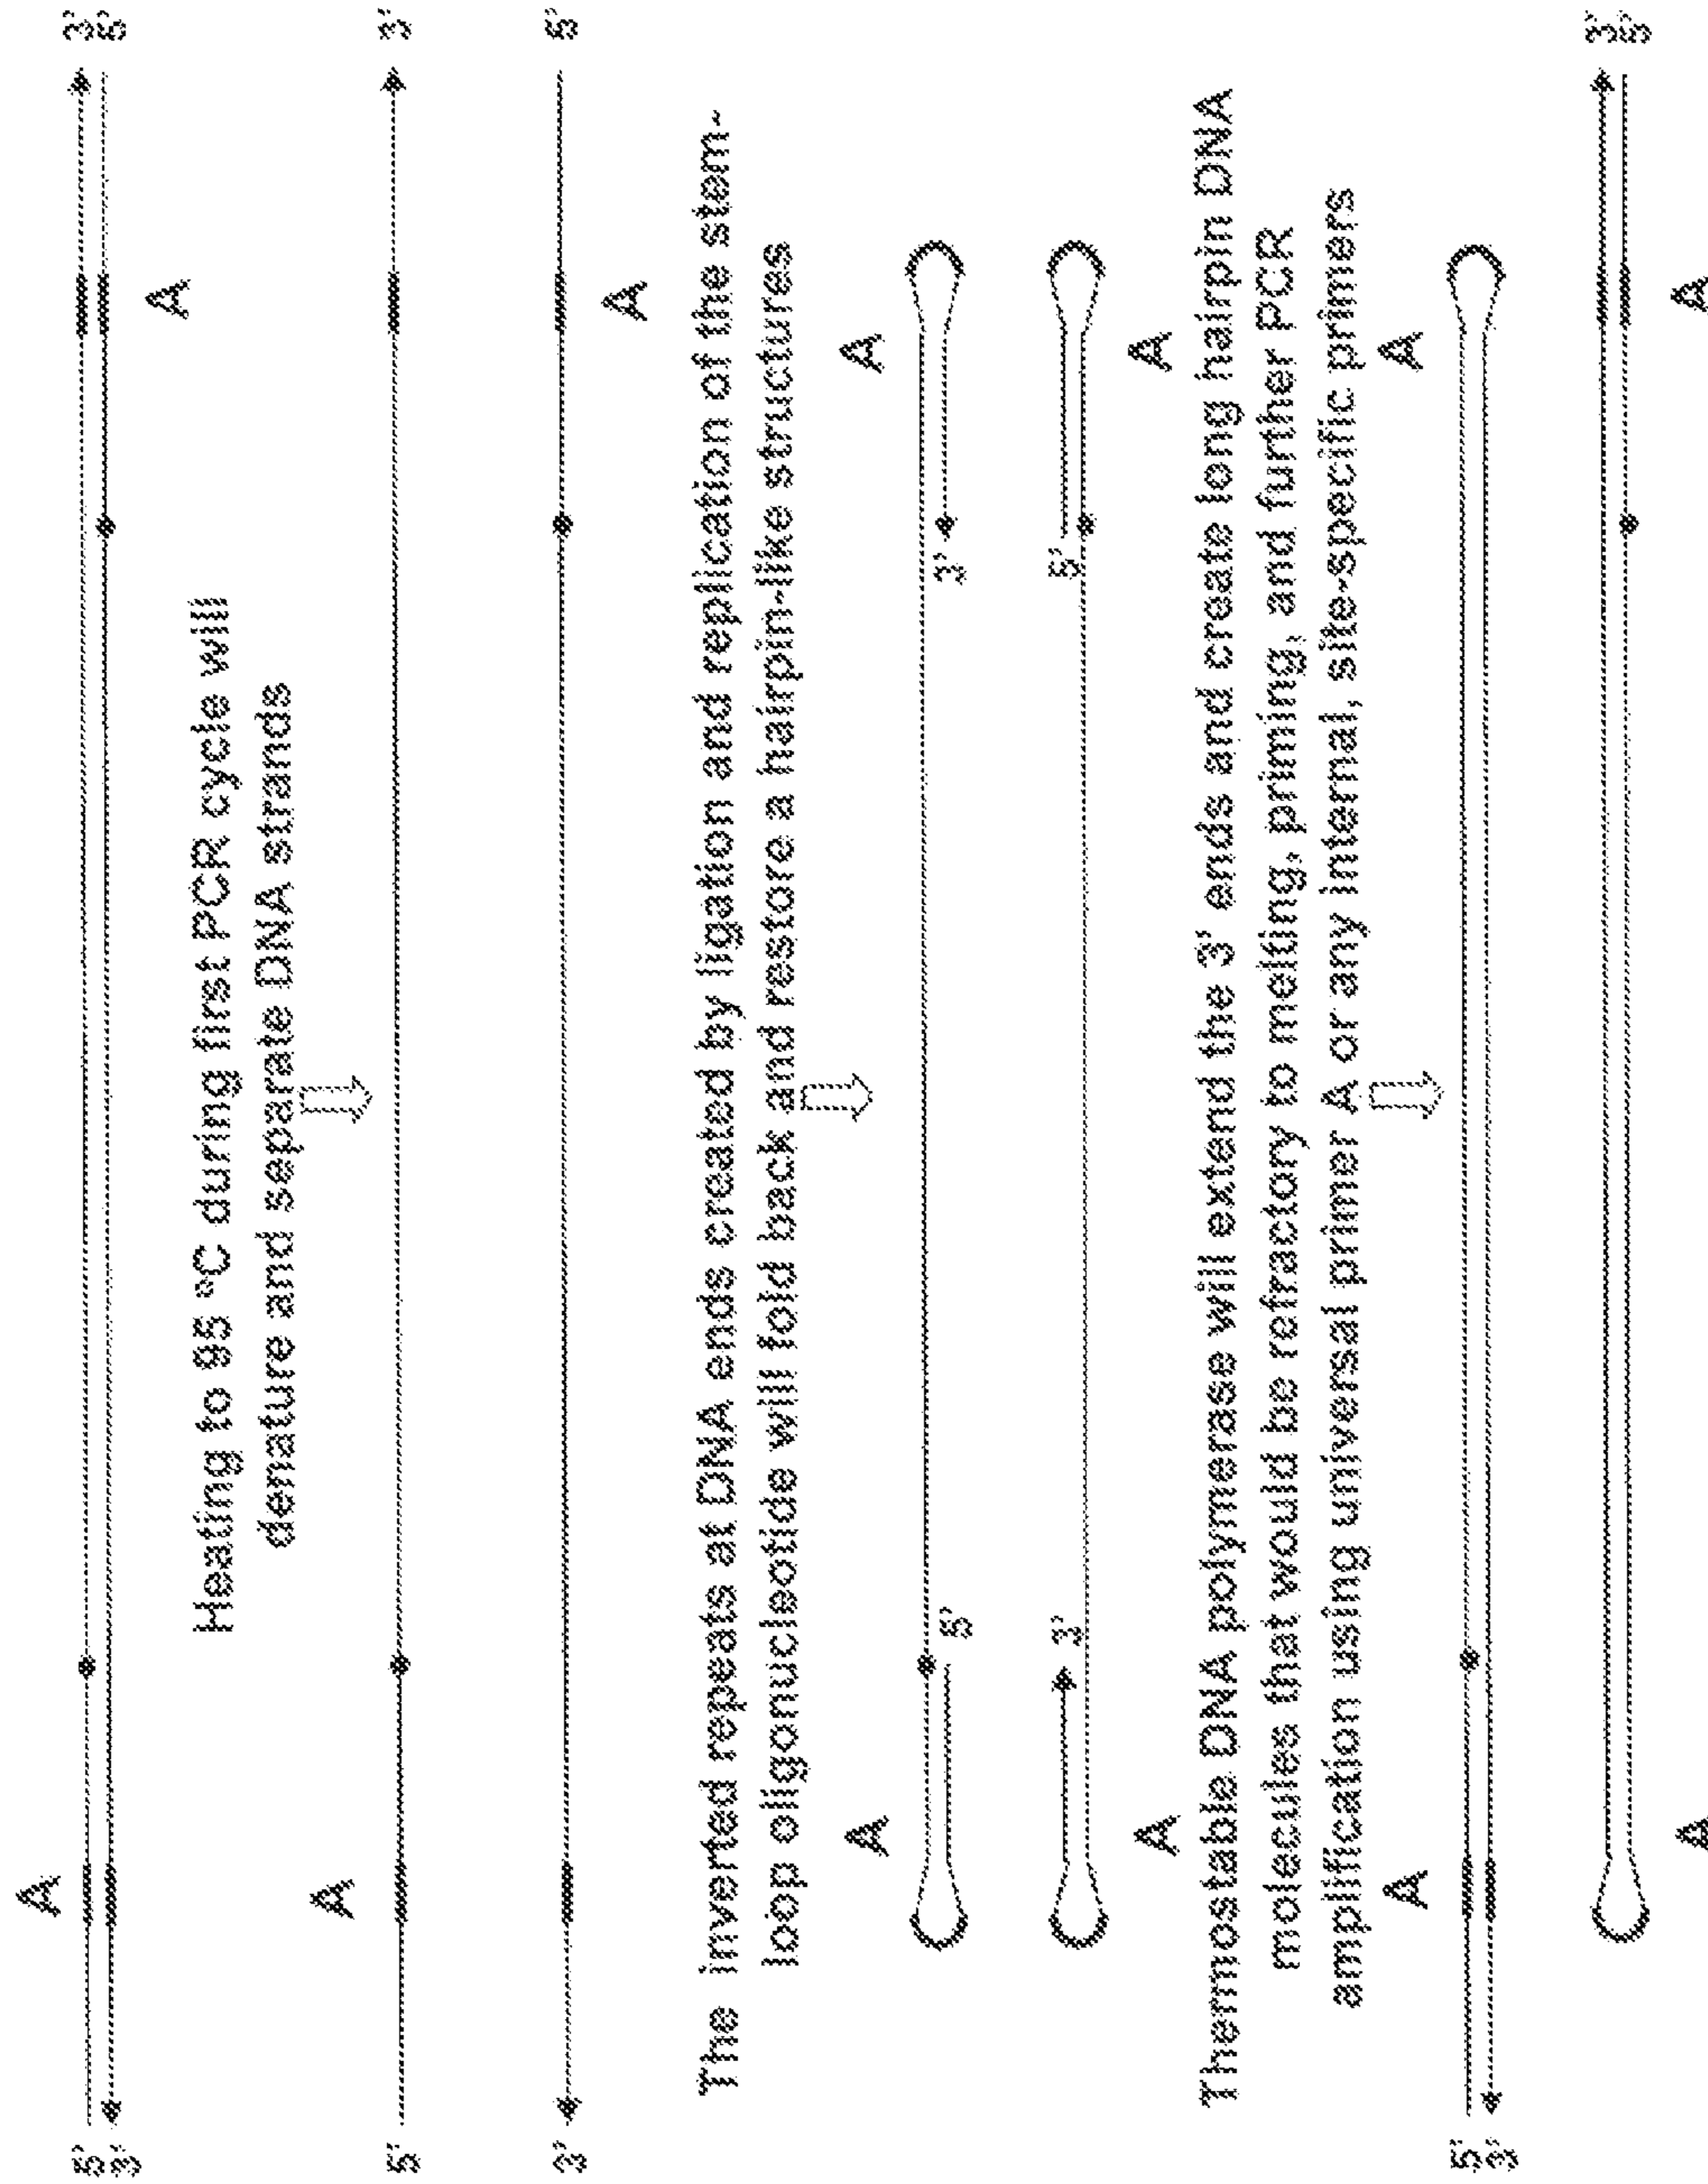 A
5' 3'
3' 5'
A
Heating to 95 °C during first PCR cycle will
denature and separate DNA strands
A
5' 3'
3' 5'
A
The inverted repeats at DNA ends created by ligation and replication of the stem-
loop oligonucleotide will fold back and restore a hairpin-like structures
A A
5' 3'
3' 5'
A A
Thermostable DNA polymerase will extend the 3' ends and create long hairpin DNA
molecules that would be refractory to melting, priming, and further PCR
amplification using universal primer A or any internal, site-specific primers
A A
5'
3'
3'
5'
A A